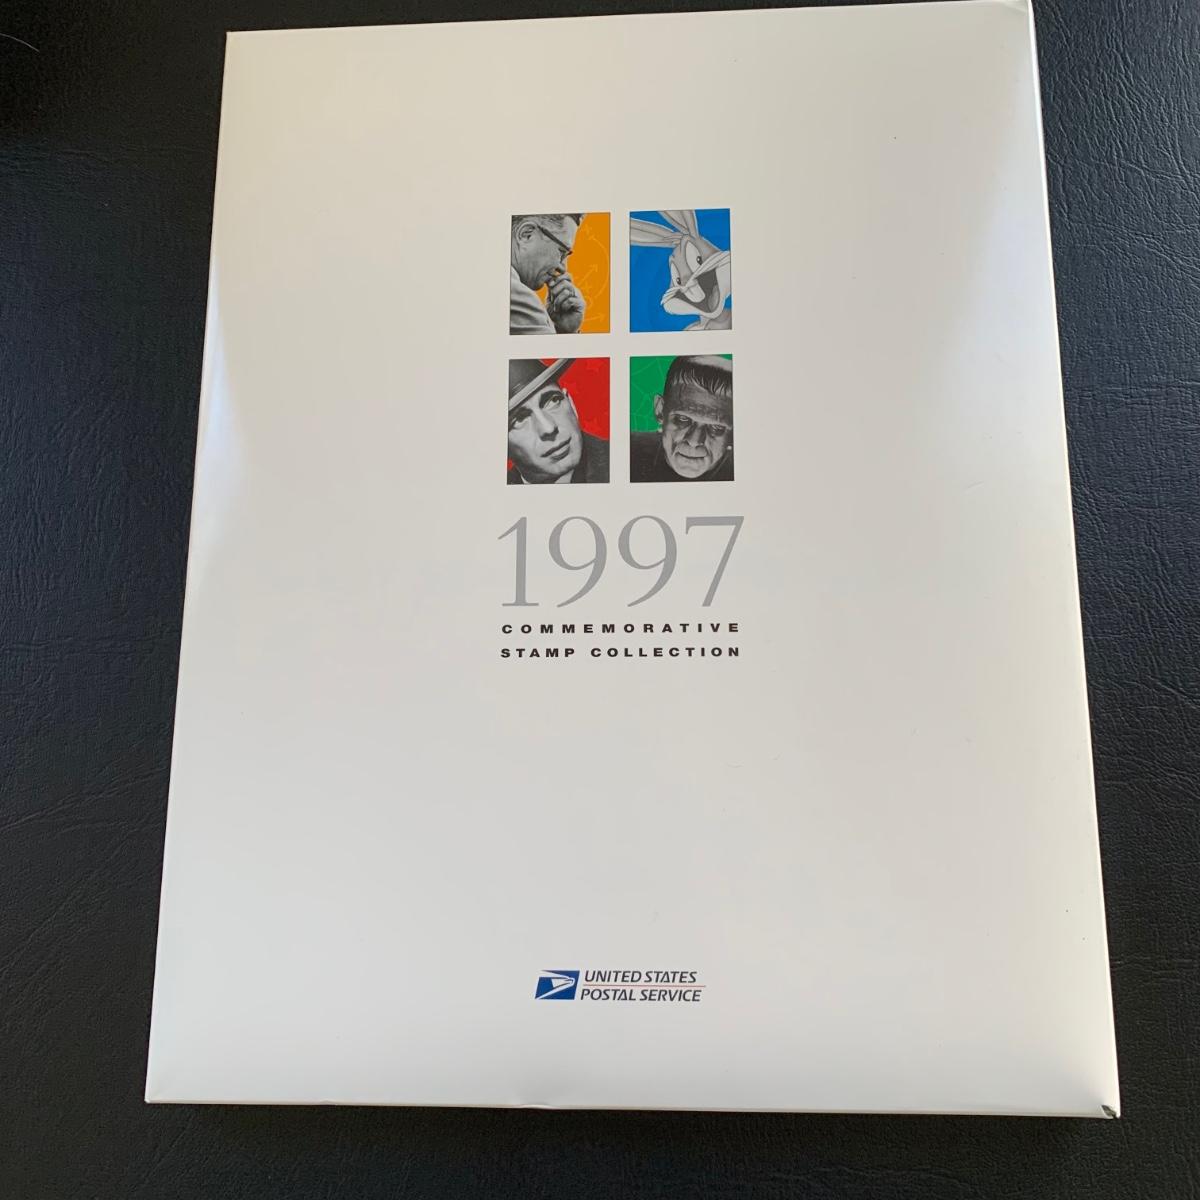 1997
COMMEMORATIVE
STAMP COLLECTION
UNITED STATES
POSTAL SERVICE